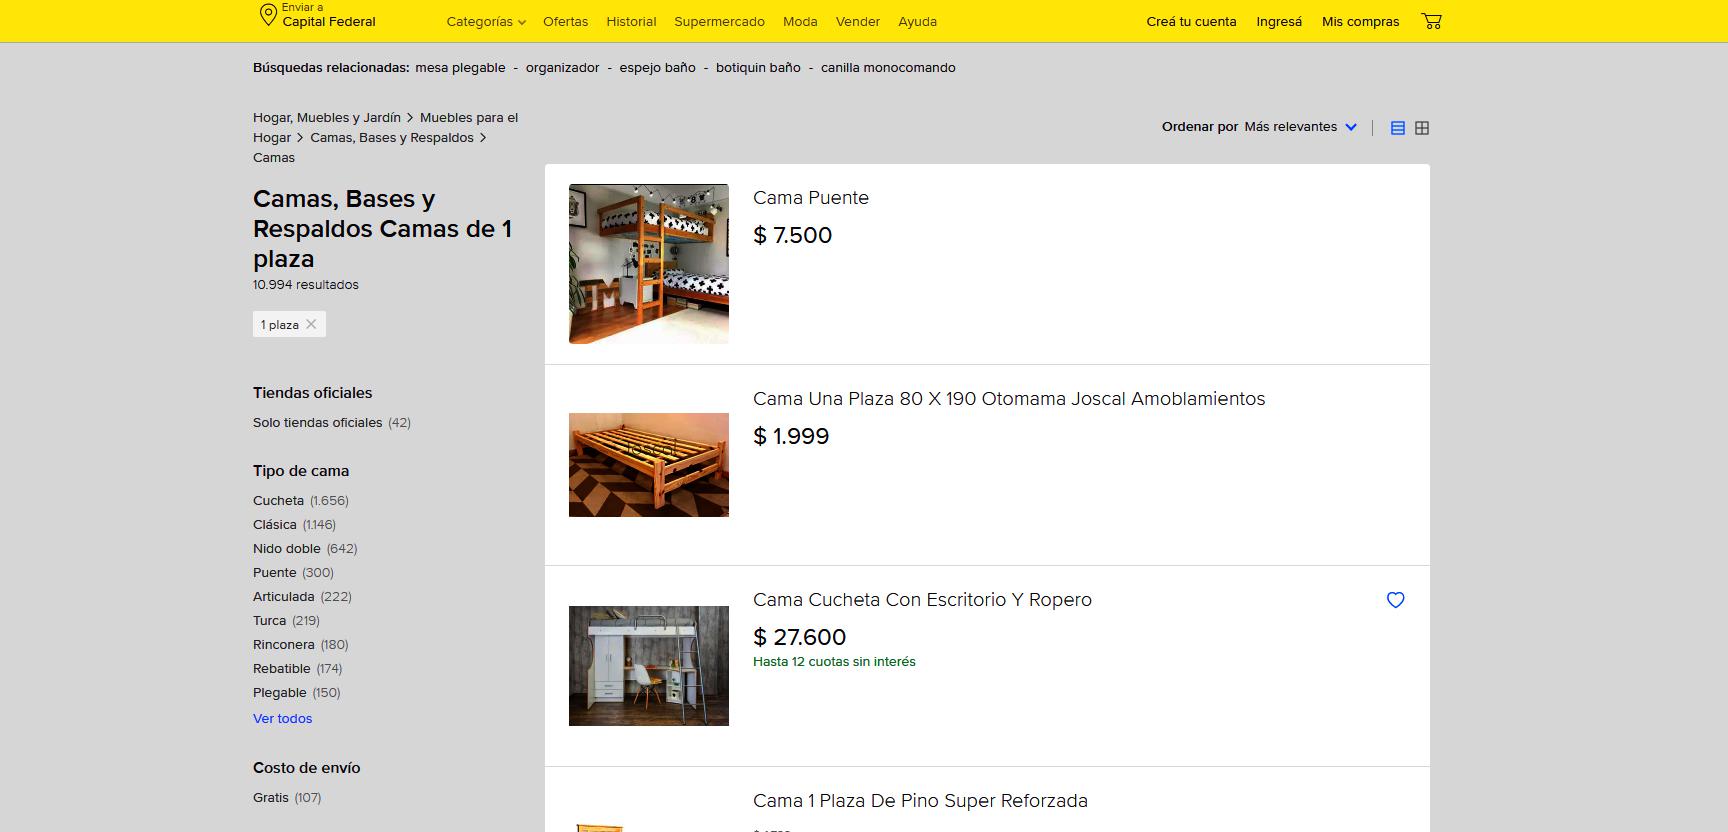 Enviar a
Capital Federal
Categorías
Ofertas
Historial
Supermercado
Moda
Vender
Ayuda
Creá tu cuenta
Ingresá
Mis compras
Búsquedas relacionadas: mesa plegable - organizador - espejo baño - botiquin baño - canilla monocomando
Hogar, Muebles y Jardín > Muebles para el
Hogar > Camas, Bases y Respaldos >
Camas
Camas, Bases y
Respaldos Camas de 1
plaza
10.994 resultados
1 plaza
Tiendas oficiales
Solo tiendas oficiales (42)
Tipo de cama
Cucheta (1.656)
Clásica (1.146)
Nido doble (642)
Puente (300)
Articulada (222)
Turca (219)
Rinconera (180)
Rebatible (174)
Plegable (150)
Ver todos
Costo de envío
Gratis (107)
Ordenar por Más relevantes
Cama Puente
$ 7.500
Cama Una Plaza 80 X 190 Otomama Joscal Amoblamientos
$ 1.999
Cama Cucheta Con Escritorio Y Ropero
$ 27.600
Hasta 12 cuotas sin interés
Cama 1 Plaza De Pino Super Reforzada